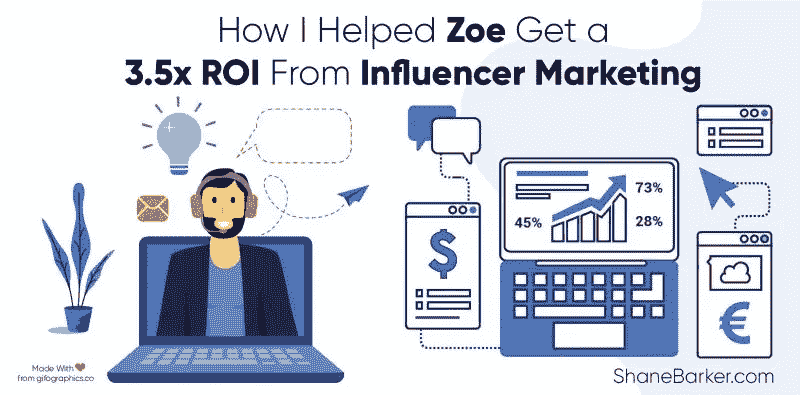 How I Helped Zoe Get a
3.5x ROI From Influencer Marketing
$
45%
73%
28%
€
Made With
from gifographics.co
ShaneBarker.com